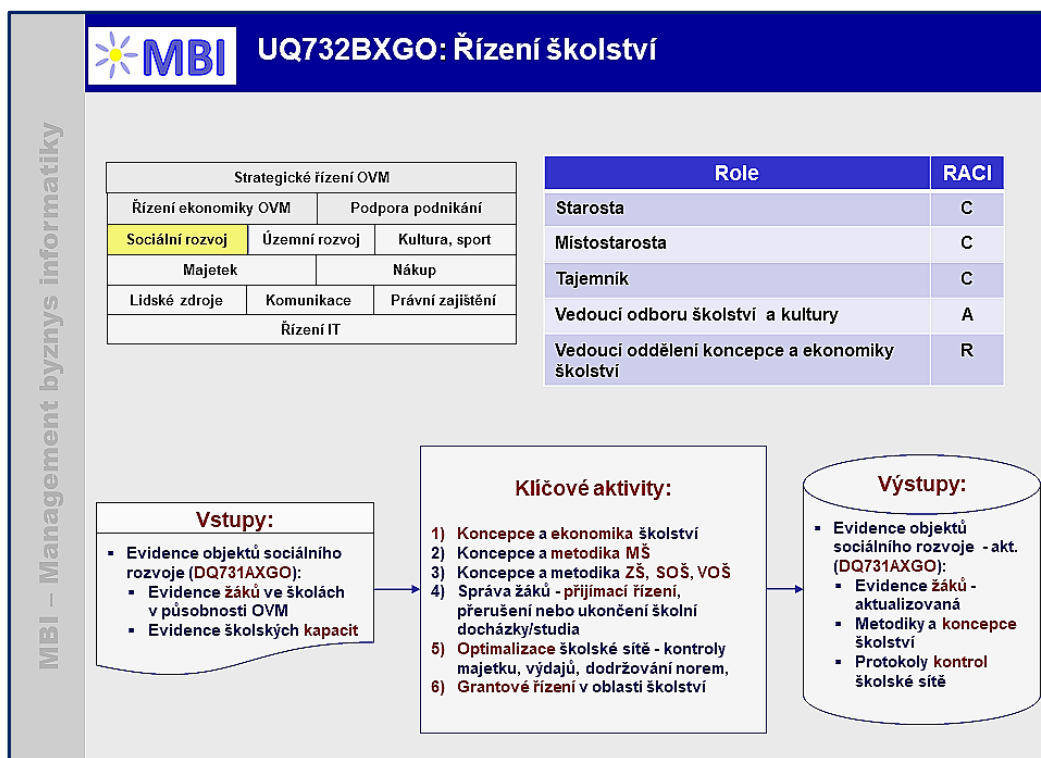 MBI
UQ732BXGO: Řízení školství
MBI – Management byznys informatiky
Strategické řízení OVM
Řízení ekonomiky OVM
Podpora podnikání
Sociální rozvoj
Územní rozvoj
Kultura, sport
Majetek
Nákup
Lidské zdroje
Komunikace
Právní zajištění
Řízení IT
Role RACI
Starosta C
Místostarosta C
Tajemník C
Vedoucí odboru školství a kultury A
Vedoucí oddělení koncepce a ekonomiky R
školství
Vstupy:
▪ Evidence objektů sociálního
rozvoje (DQ731AXGO):
▪ Evidence žáků ve školách
v působnosti OVM
▪ Evidence školských kapacit
Klíčové aktivity:
1) Koncepce a ekonomika školství
2) Koncepce a metodika MŠ
3) Koncepce a metodika ZŠ, SOŠ, VOŠ
4) Správa žáků - přijímací řízení,
přerušení nebo ukončení školní
docházky/studia
5) Optimalizace školské sítě - kontroly
majetku, výdajů, dodržování norem,
6) Grantové řízení v oblasti školství
Výstupy:
▪ Evidence objektů
sociálního rozvoje - akt.
(DQ731AXGO):
▪ Evidence žáků -
aktualizovaná
▪ Metodiky a koncepce
školství
▪ Protokoly kontrol
školské sítě